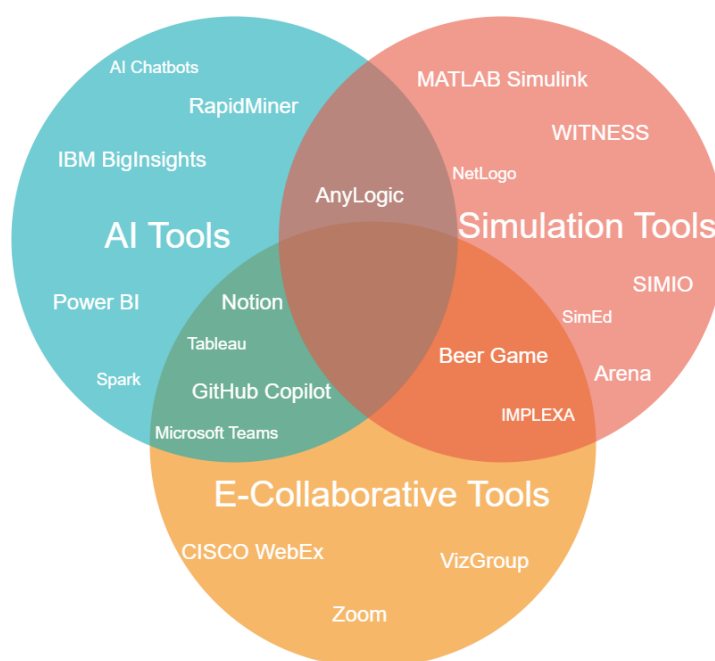 AI Chatbots
MATLAB Simulink
RapidMiner
WITNESS
IBM BigInsights
NetLogo
AnyLogic
AI Tools
Simulation Tools
SIMIO
Power BI
Notion
SimEd
Tableau
Beer Game
Arena
Spark
GitHub Copilot
IMPLEXA
Microsoft Teams
E-Collaborative Tools
CISCO WebEx
VizGroup
Zoom